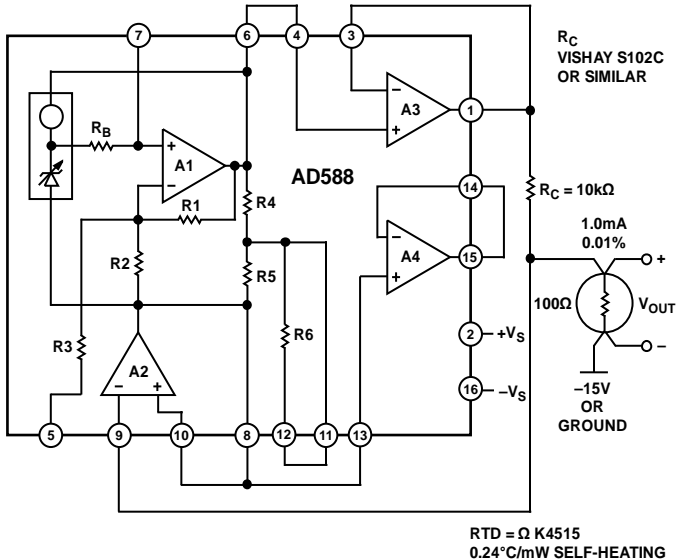 7
6
4
3
R_C
VISHAY S102C
OR SIMILAR
A3
1
R_B
A1
AD588
R1
R4
14
R_C = 10kΩ
1.0mA
0.01%
A4
15
R2
R5
R3
R6
100Ω
V_OUT
2
+V_S
A2
16
–V_S
–15V
OR
GROUND
5
9
10
8
12
11
13
RTD = Ω K4515
0.24°C/mW SELF-HEATING